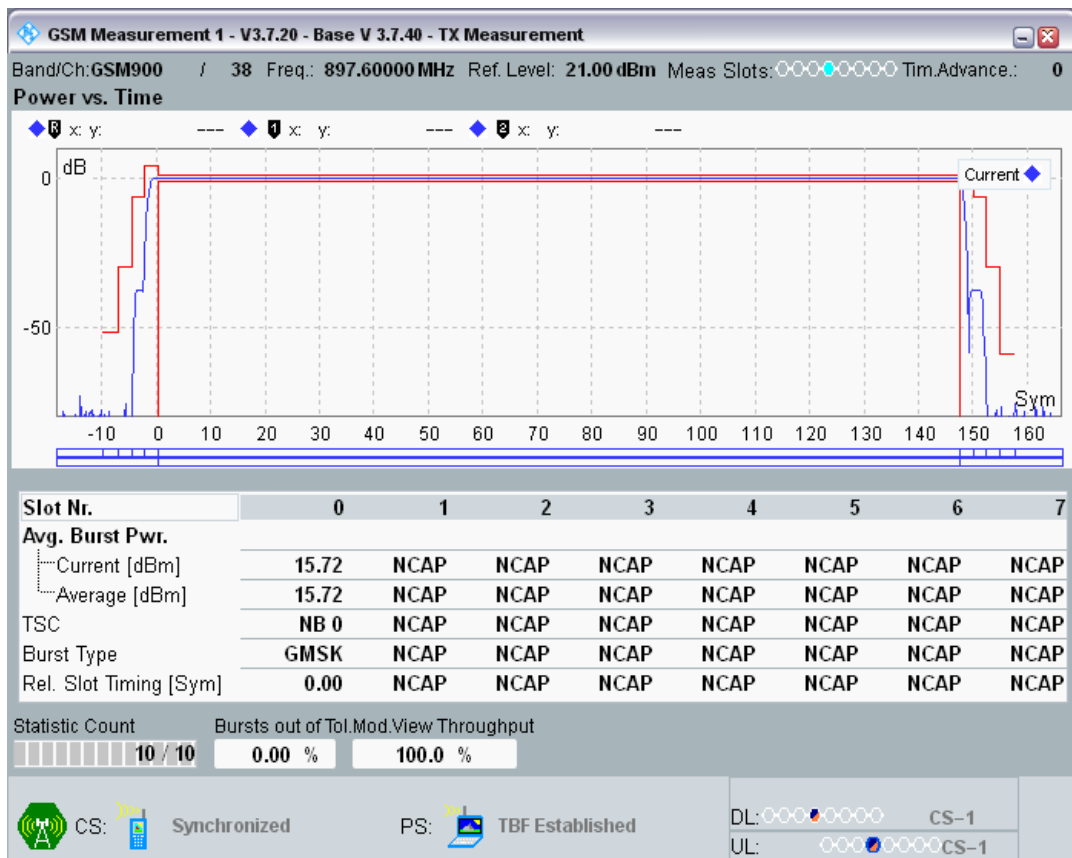 GSM Measurement 1 - V3.7.20 - Base V 3.7.40 - TX Measurement
Band/Ch:GSM900 / 38 Freq.: 897.60000 MHz Ref. Level: 21.00 dBm Meas Slots: Tim.Advance.: 0
Power vs. Time
R x: y: --- 1 x: y: --- 2 x: y: ---
dB
Current
0
-50
Sym
-10 0 10 20 30 40 50 60 70 80 90 100 110 120 130 140 150 160
Slot Nr. 0 1 2 3 4 5 6 7
Avg. Burst Pwr.
Current [dBm] 15.72 NCAP NCAP NCAP NCAP NCAP NCAP NCAP
Average [dBm] 15.72 NCAP NCAP NCAP NCAP NCAP NCAP NCAP
TSC NB 0 NCAP NCAP NCAP NCAP NCAP NCAP NCAP
Burst Type GMSK NCAP NCAP NCAP NCAP NCAP NCAP NCAP
Rel. Slot Timing [Sym] 0.00 NCAP NCAP NCAP NCAP NCAP NCAP NCAP
Statistic Count Bursts out of Tol.Mod.View Throughput
10 / 10 0.00 % 100.0 %
CS: Synchronized PS: TBF Established
DL: CS-1
UL: CS-1